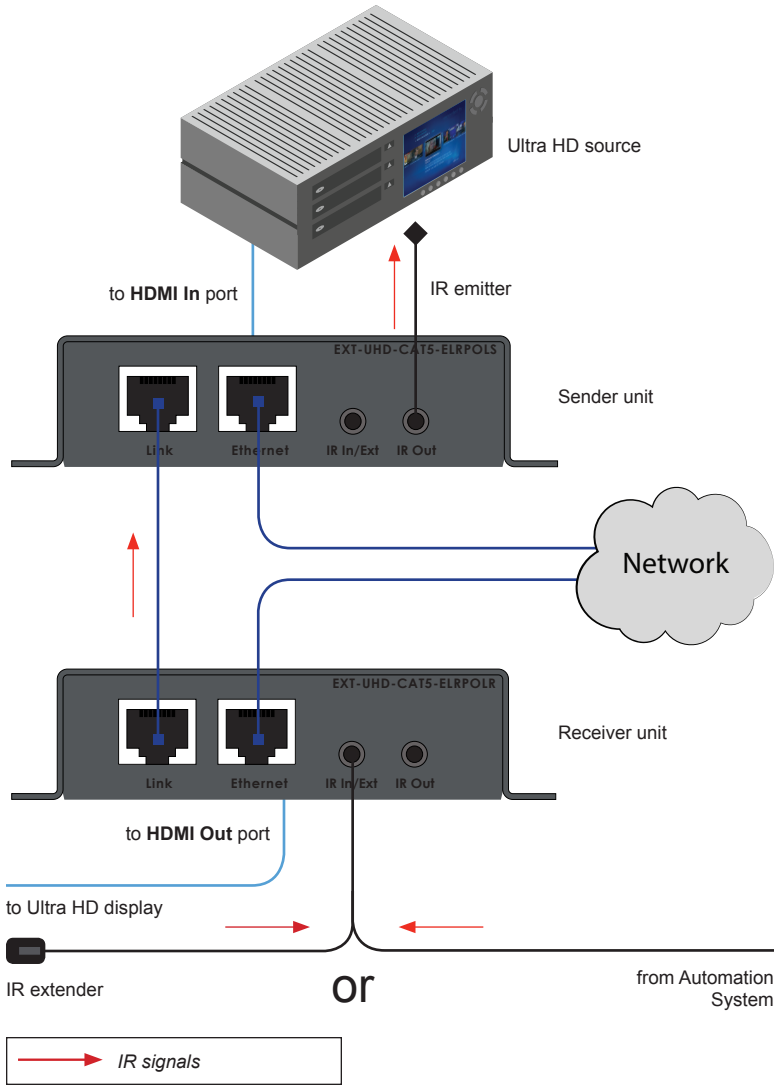 Ultra HD source
to HDMI In port
IR emitter
EXT-UHD-CAT5-ELRPOLS
Sender unit
Link
Ethernet
IR In/Ext
IR Out
Network
EXT-UHD-CAT5-ELRPOLR
Receiver unit
Link
Ethernet
IR In/Ext
IR Out
to HDMI Out port
to Ultra HD display
IR extender
or
from Automation
System
IR signals